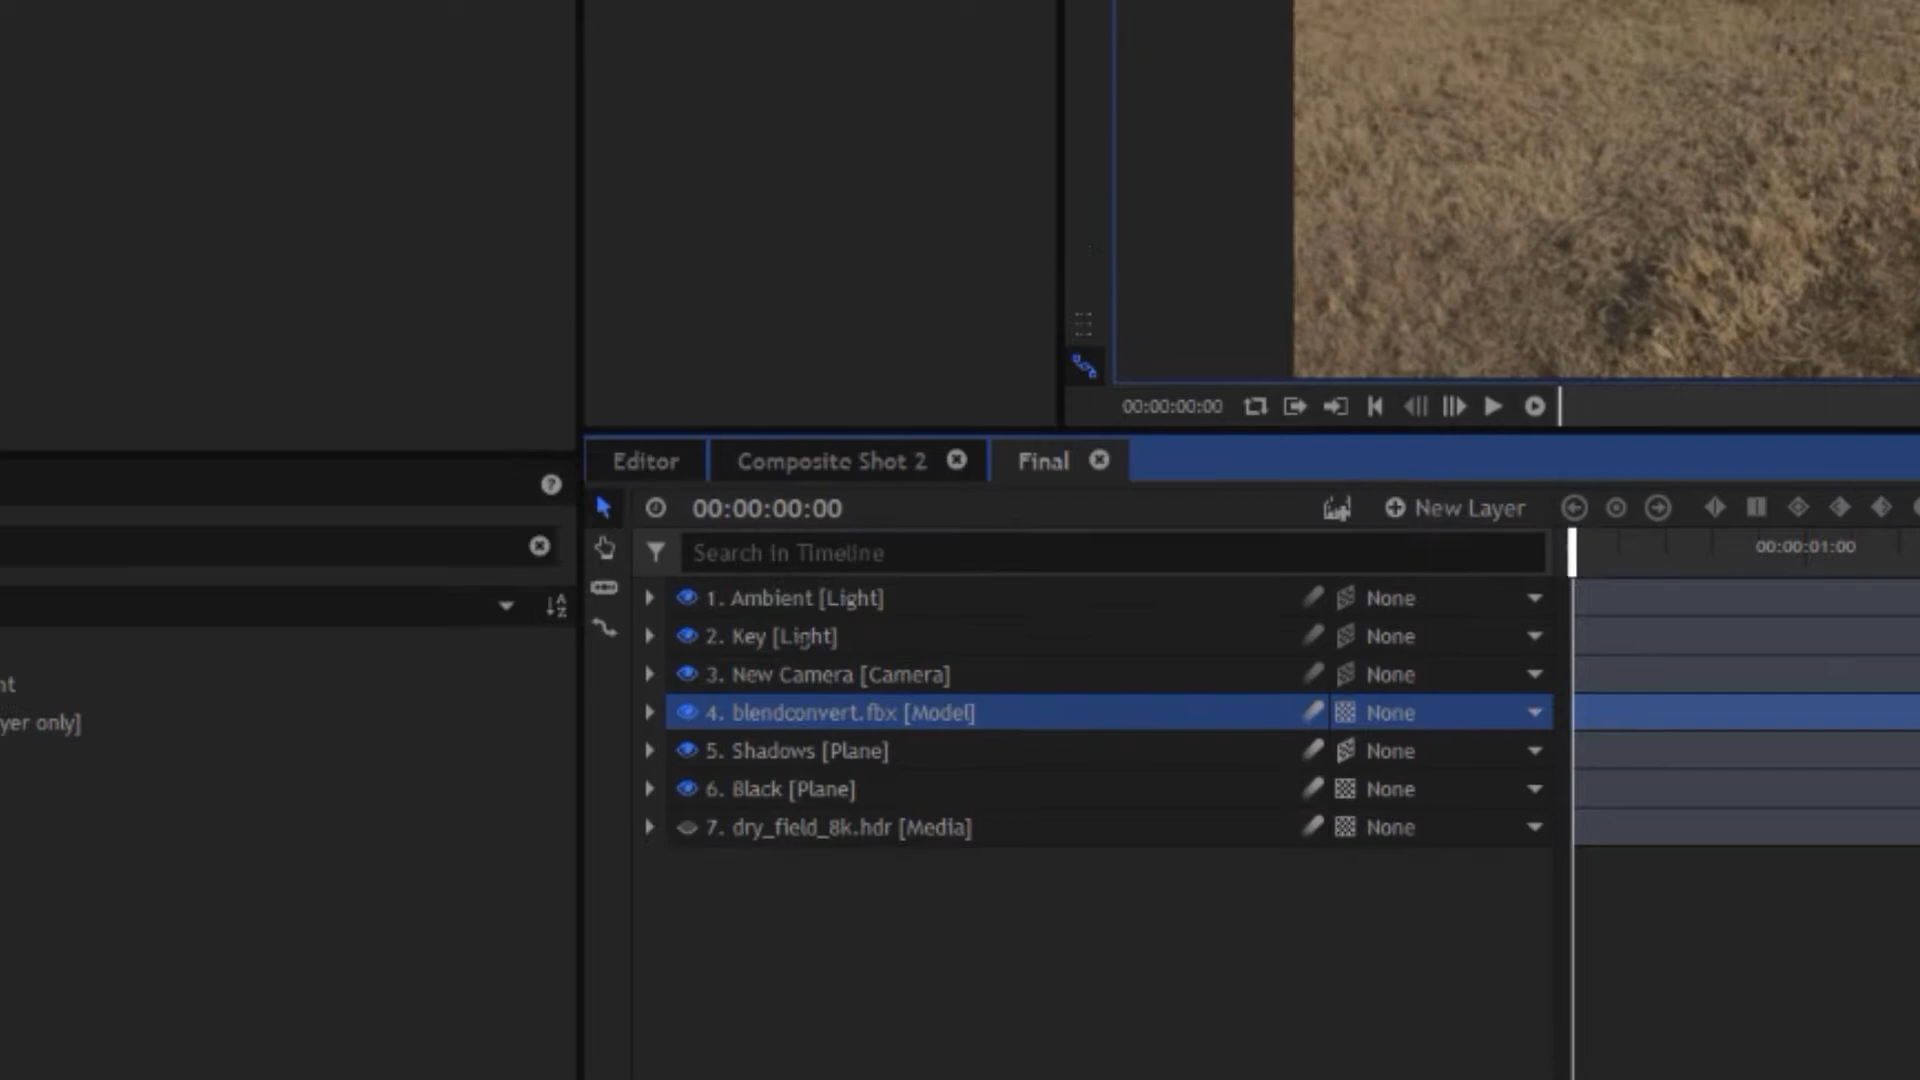 00:00:00:00
Editor
Composite Shot 2
Final
00:00:00:00
New Layer
Search in Timeline
00:00:01:00
1. Ambient [Light] None
2. Key [Light] None
3. New Camera [Camera] None
4. blendconvert.fbx [Model] None
5. Shadows [Plane] None
6. Black [Plane] None
7. dry_field_8k.hdr [Media] None
nt
yer only]